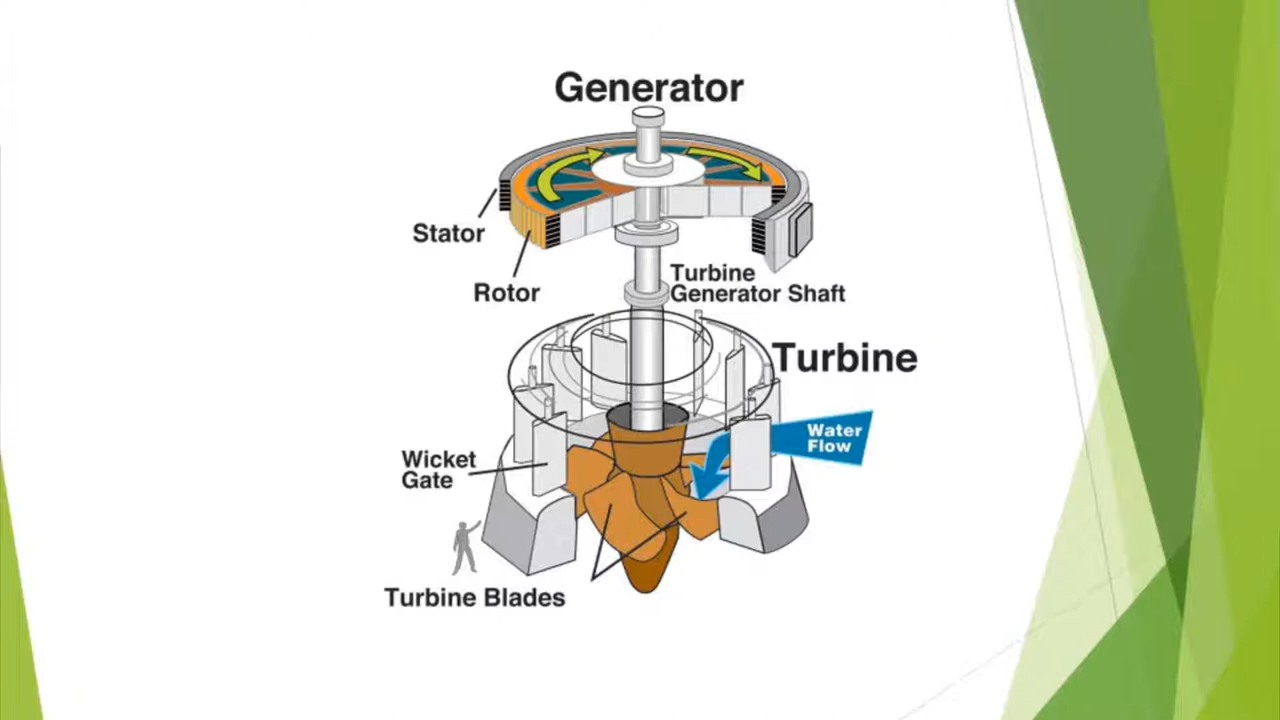 Generator
Stator
Rotor
Turbine
Generator Shaft
Turbine
Water
Flow
Wicket
Gate
Turbine Blades